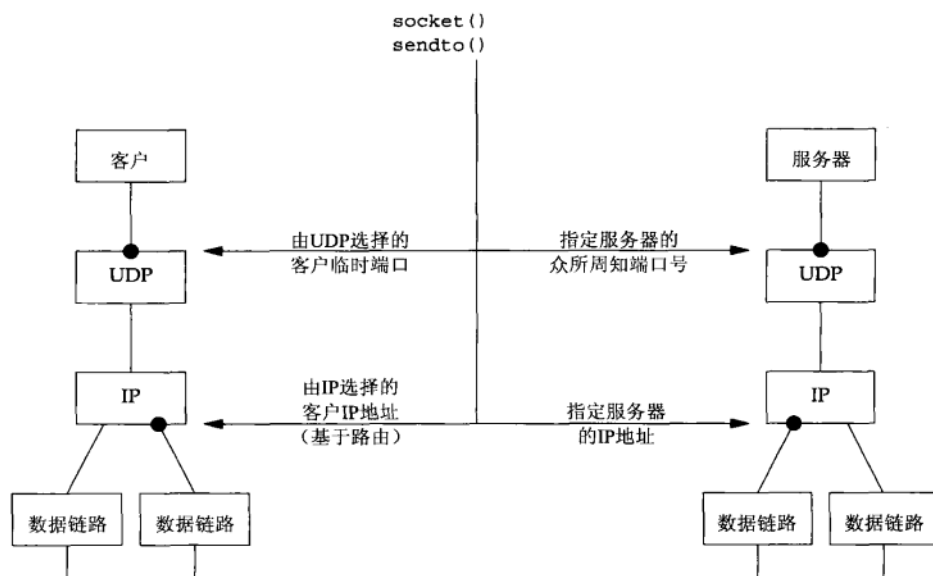 socket()
sendto()
客户
服务器
由UDP选择的
客户临时端口
指定服务器的
众所周知端口号
UDP
UDP
IP
由IP选择的
客户IP地址
（基于路由）
指定服务器
的IP地址
IP
数据链路
数据链路
数据链路
数据链路